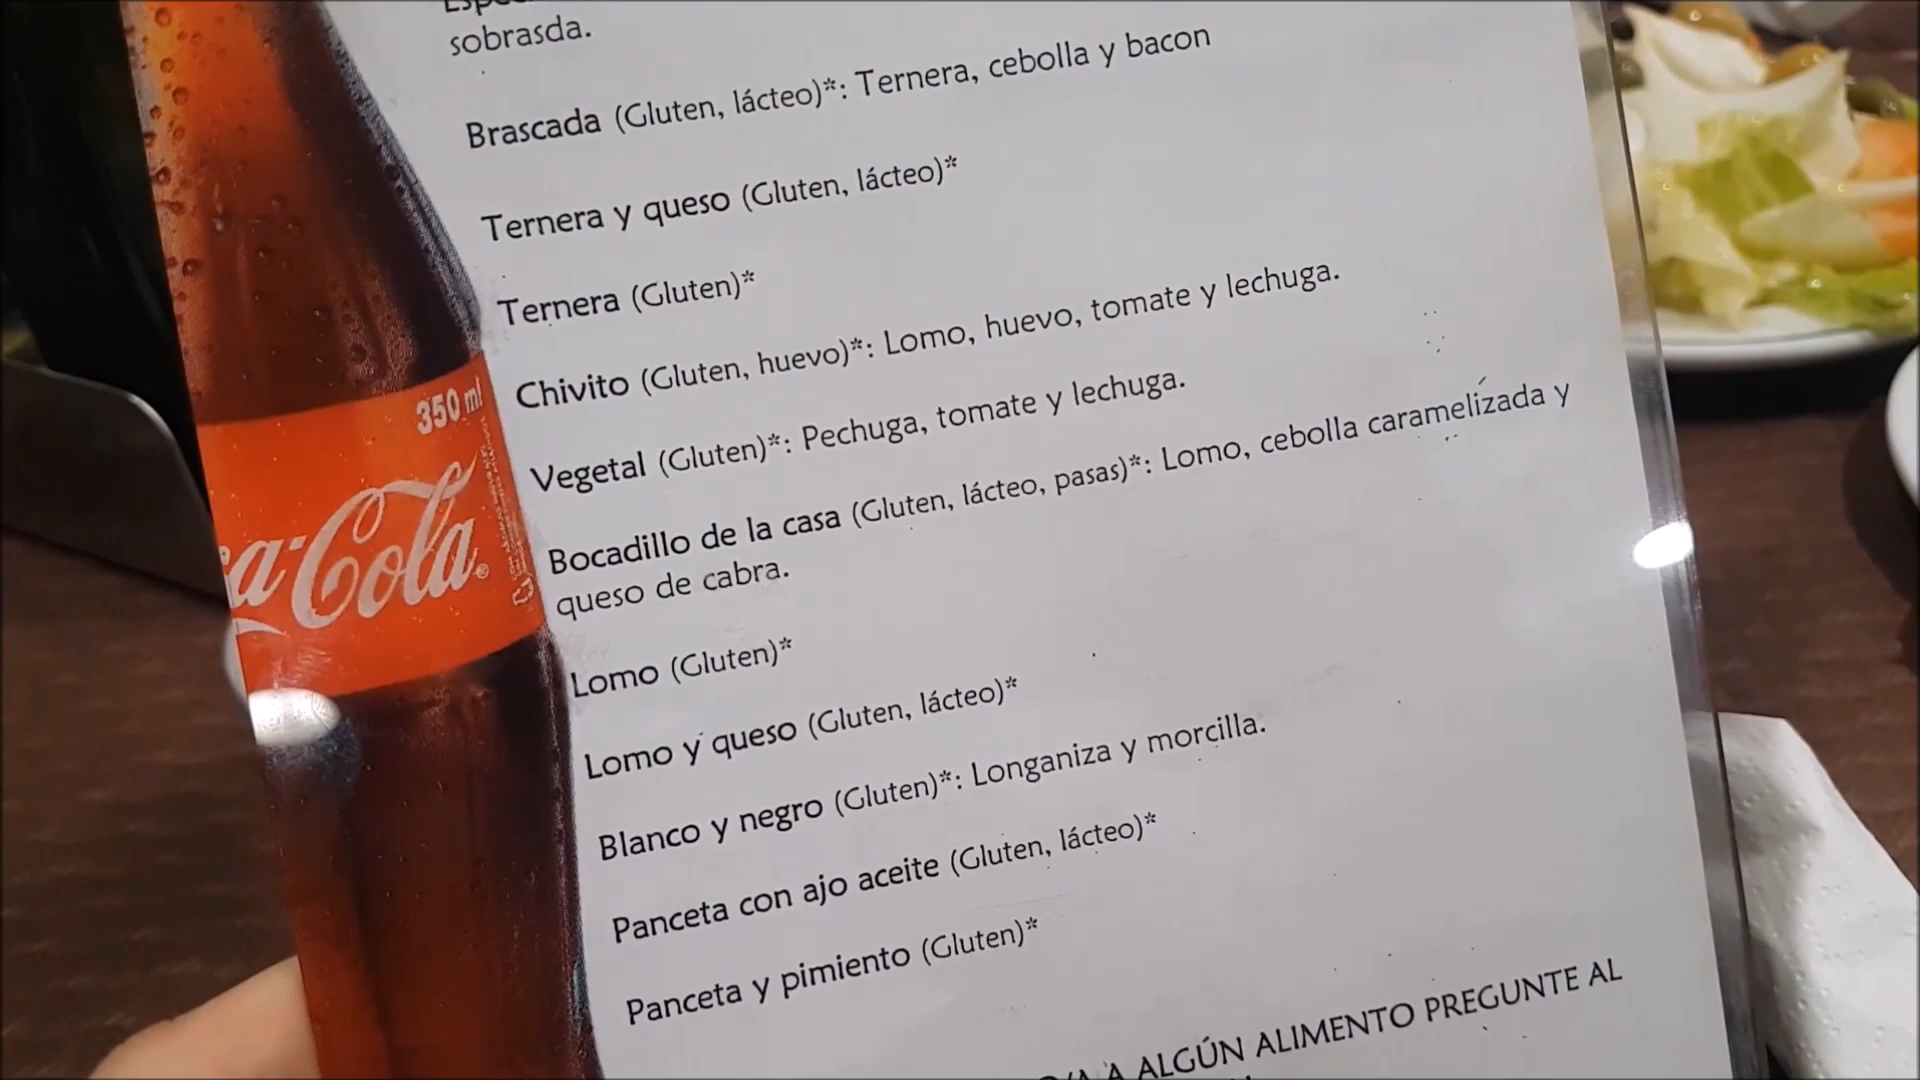 sobrasda.
Brascada (Gluten, lácteo)*: Ternera, cebolla y bacon
Ternera y queso (Gluten, lácteo)*
Ternera (Gluten)*
Chivito (Gluten, huevo)*: Lomo, huevo, tomate y lechuga.
Vegetal (Gluten)*: Pechuga, tomate y lechuga.
Bocadillo de la casa (Gluten, lácteo, pasas)*: Lomo, cebolla caramelizada y
queso de cabra.
Lomo (Gluten)*
Lomo y queso (Gluten, lácteo)*
Blanco y negro (Gluten)*: Longaniza y morcilla.
Panceta con ajo aceite (Gluten, lácteo)*
Panceta y pimiento (Gluten)*
A ALGÚN ALIMENTO PREGUNTE AL
350 ml
a-Cola®